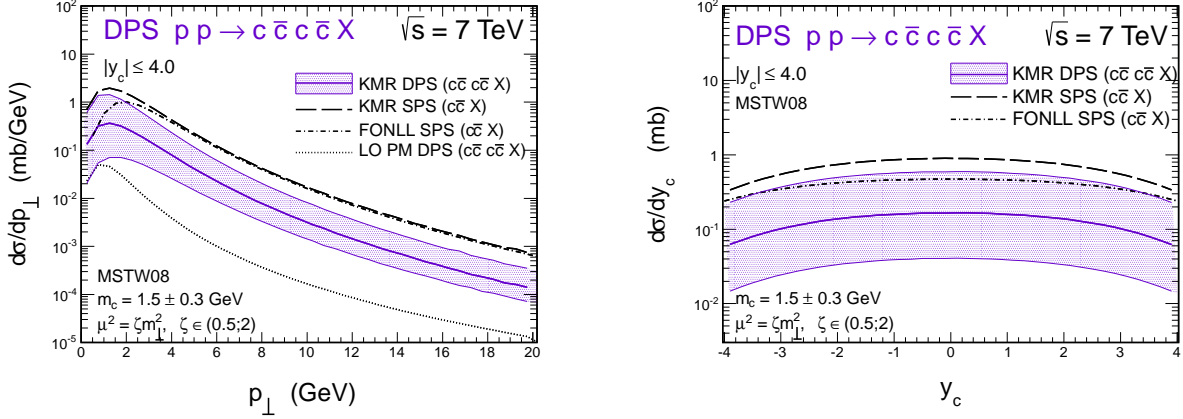 DPS p p → c c̄ c c̄ X √s = 7 TeV
|y_c| ≤ 4.0
KMR DPS (cc̄ cc̄ X)
KMR SPS (cc̄ X)
FONLL SPS (cc̄ X)
LO PM DPS (cc̄ cc̄ X)
MSTW08
m_c = 1.5 ± 0.3 GeV
μ² = ζm²_⊥, ζ ∈ (0.5;2)
dσ/dp_⊥ (mb/GeV)
10²
10
1
10⁻¹
10⁻²
10⁻³
10⁻⁴
10⁻⁵
0 2 4 6 8 10 12 14 16 18 20
p_⊥ (GeV)
DPS p p → c c̄ c c̄ X √s = 7 TeV
|y_c| ≤ 4.0
MSTW08
KMR DPS (cc̄ cc̄ X)
KMR SPS (cc̄ X)
FONLL SPS (cc̄ X)
m_c = 1.5 ± 0.3 GeV
μ² = ζm²_⊥, ζ ∈ (0.5;2)
dσ/dy_c (mb)
10²
10
1
10⁻¹
10⁻²
-4 -3 -2 -1 0 1 2 3 4
y_c